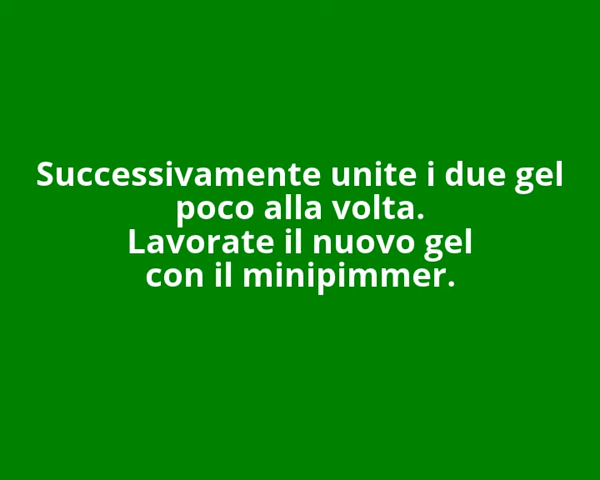 Successivamente unite i due gel
poco alla volta.
Lavorate il nuovo gel
con il minipimmer.